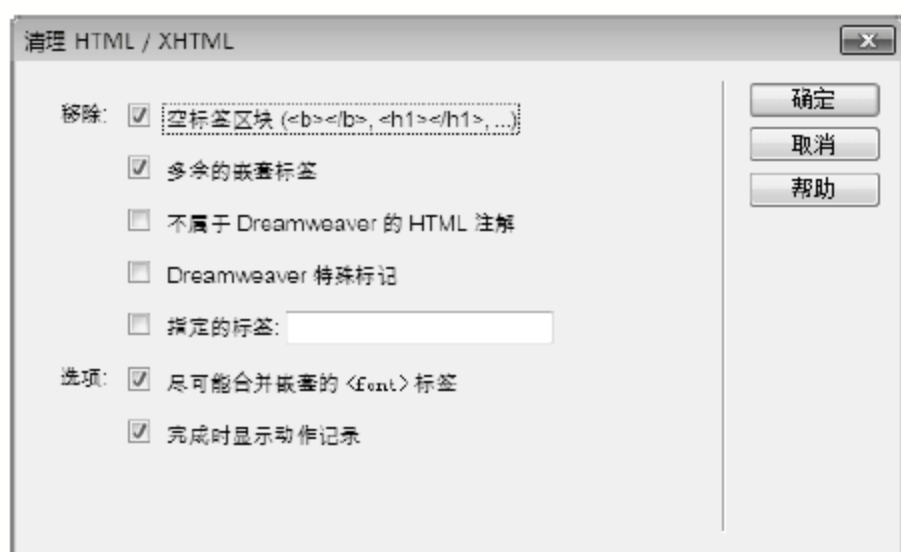 清理 HTML / XHTML
移除: 空标签区块 (<b></b>, <h1></h1>, ...)
多余的嵌套标签
不属于 Dreamweaver 的 HTML 注解
Dreamweaver 特殊标记
指定的标签:
选项: 尽可能合并嵌套的 <font> 标签
完成时显示动作记录
确定
取消
帮助